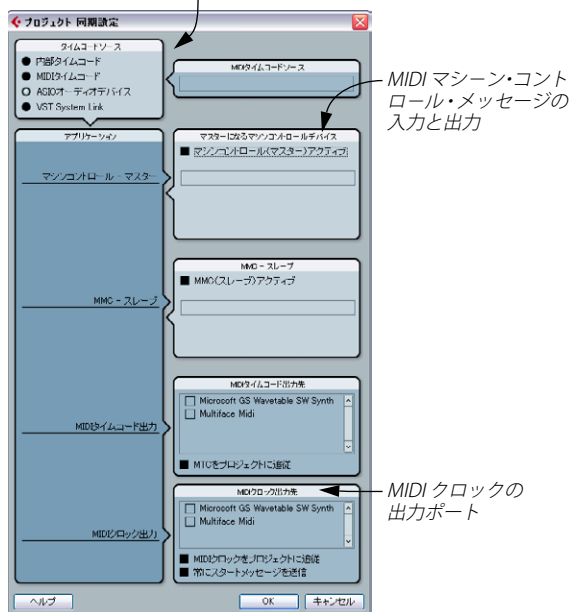 プロジェクト 同期設定
タイムコードソース
内部タイムコード
MIDIタイムコード
ASIOオーディオデバイス
VST System Link
MIDIタイムコードソース
MIDI マシーン・コント
ロール・メッセージの
入力と出力
アプリケーション
マスターになるマシンコントロールデバイス
マシンコントロール(マスター)アクティブ
マシンコントロール - マスター
MMC - スレーブ
MMC(スレーブ)アクティブ
MMC - スレーブ
MIDIタイムコード出力先
Microsoft GS Wavetable SW Synth
Multiface Midi
MIDIタイムコード出力
MTCをプロジェクトに追従
MIDIクロック出力先
MIDI クロックの
出力ポート
Microsoft GS Wavetable SW Synth
Multiface Midi
MIDIクロック出力
MIDIクロックをプロジェクトに追従
常にスタートメッセージを送信
ヘルプ
OK
キャンセル